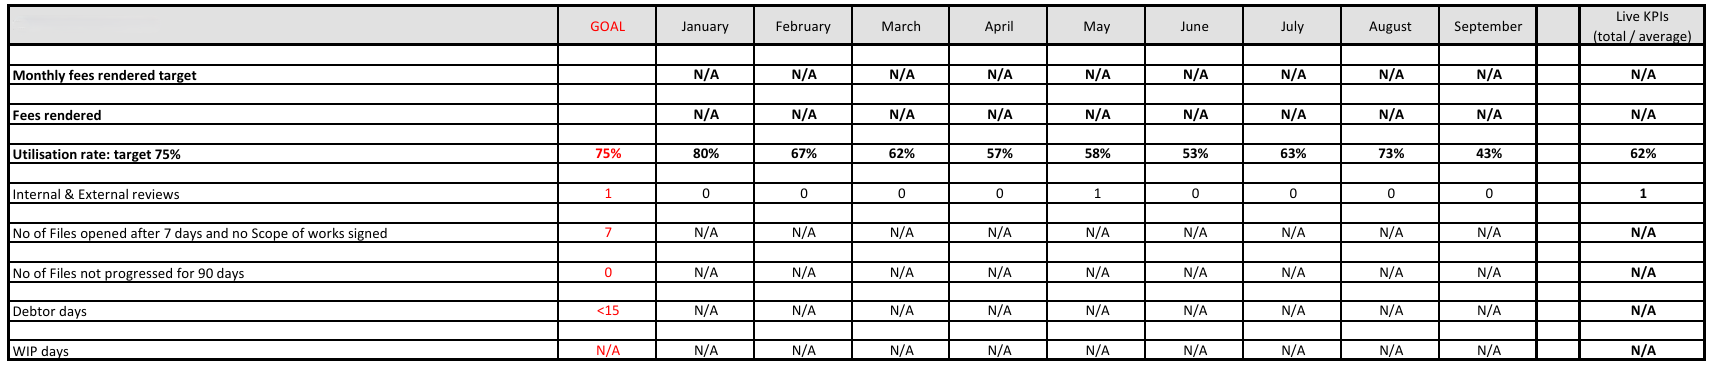 GOAL January February March April May June July August September Live KPIs
(total / average)
Monthly fees rendered target N/A N/A N/A N/A N/A N/A N/A N/A N/A N/A
Fees rendered N/A N/A N/A N/A N/A N/A N/A N/A N/A N/A
Utilisation rate: target 75% 75% 80% 67% 62% 57% 58% 53% 63% 73% 43% 62%
Internal & External reviews 1 0 0 0 0 1 0 0 0 0 1
No of Files opened after 7 days and no Scope of works signed 7 N/A N/A N/A N/A N/A N/A N/A N/A N/A N/A
No of Files not progressed for 90 days 0 N/A N/A N/A N/A N/A N/A N/A N/A N/A N/A
Debtor days <15 N/A N/A N/A N/A N/A N/A N/A N/A N/A N/A
WIP days N/A N/A N/A N/A N/A N/A N/A N/A N/A N/A N/A